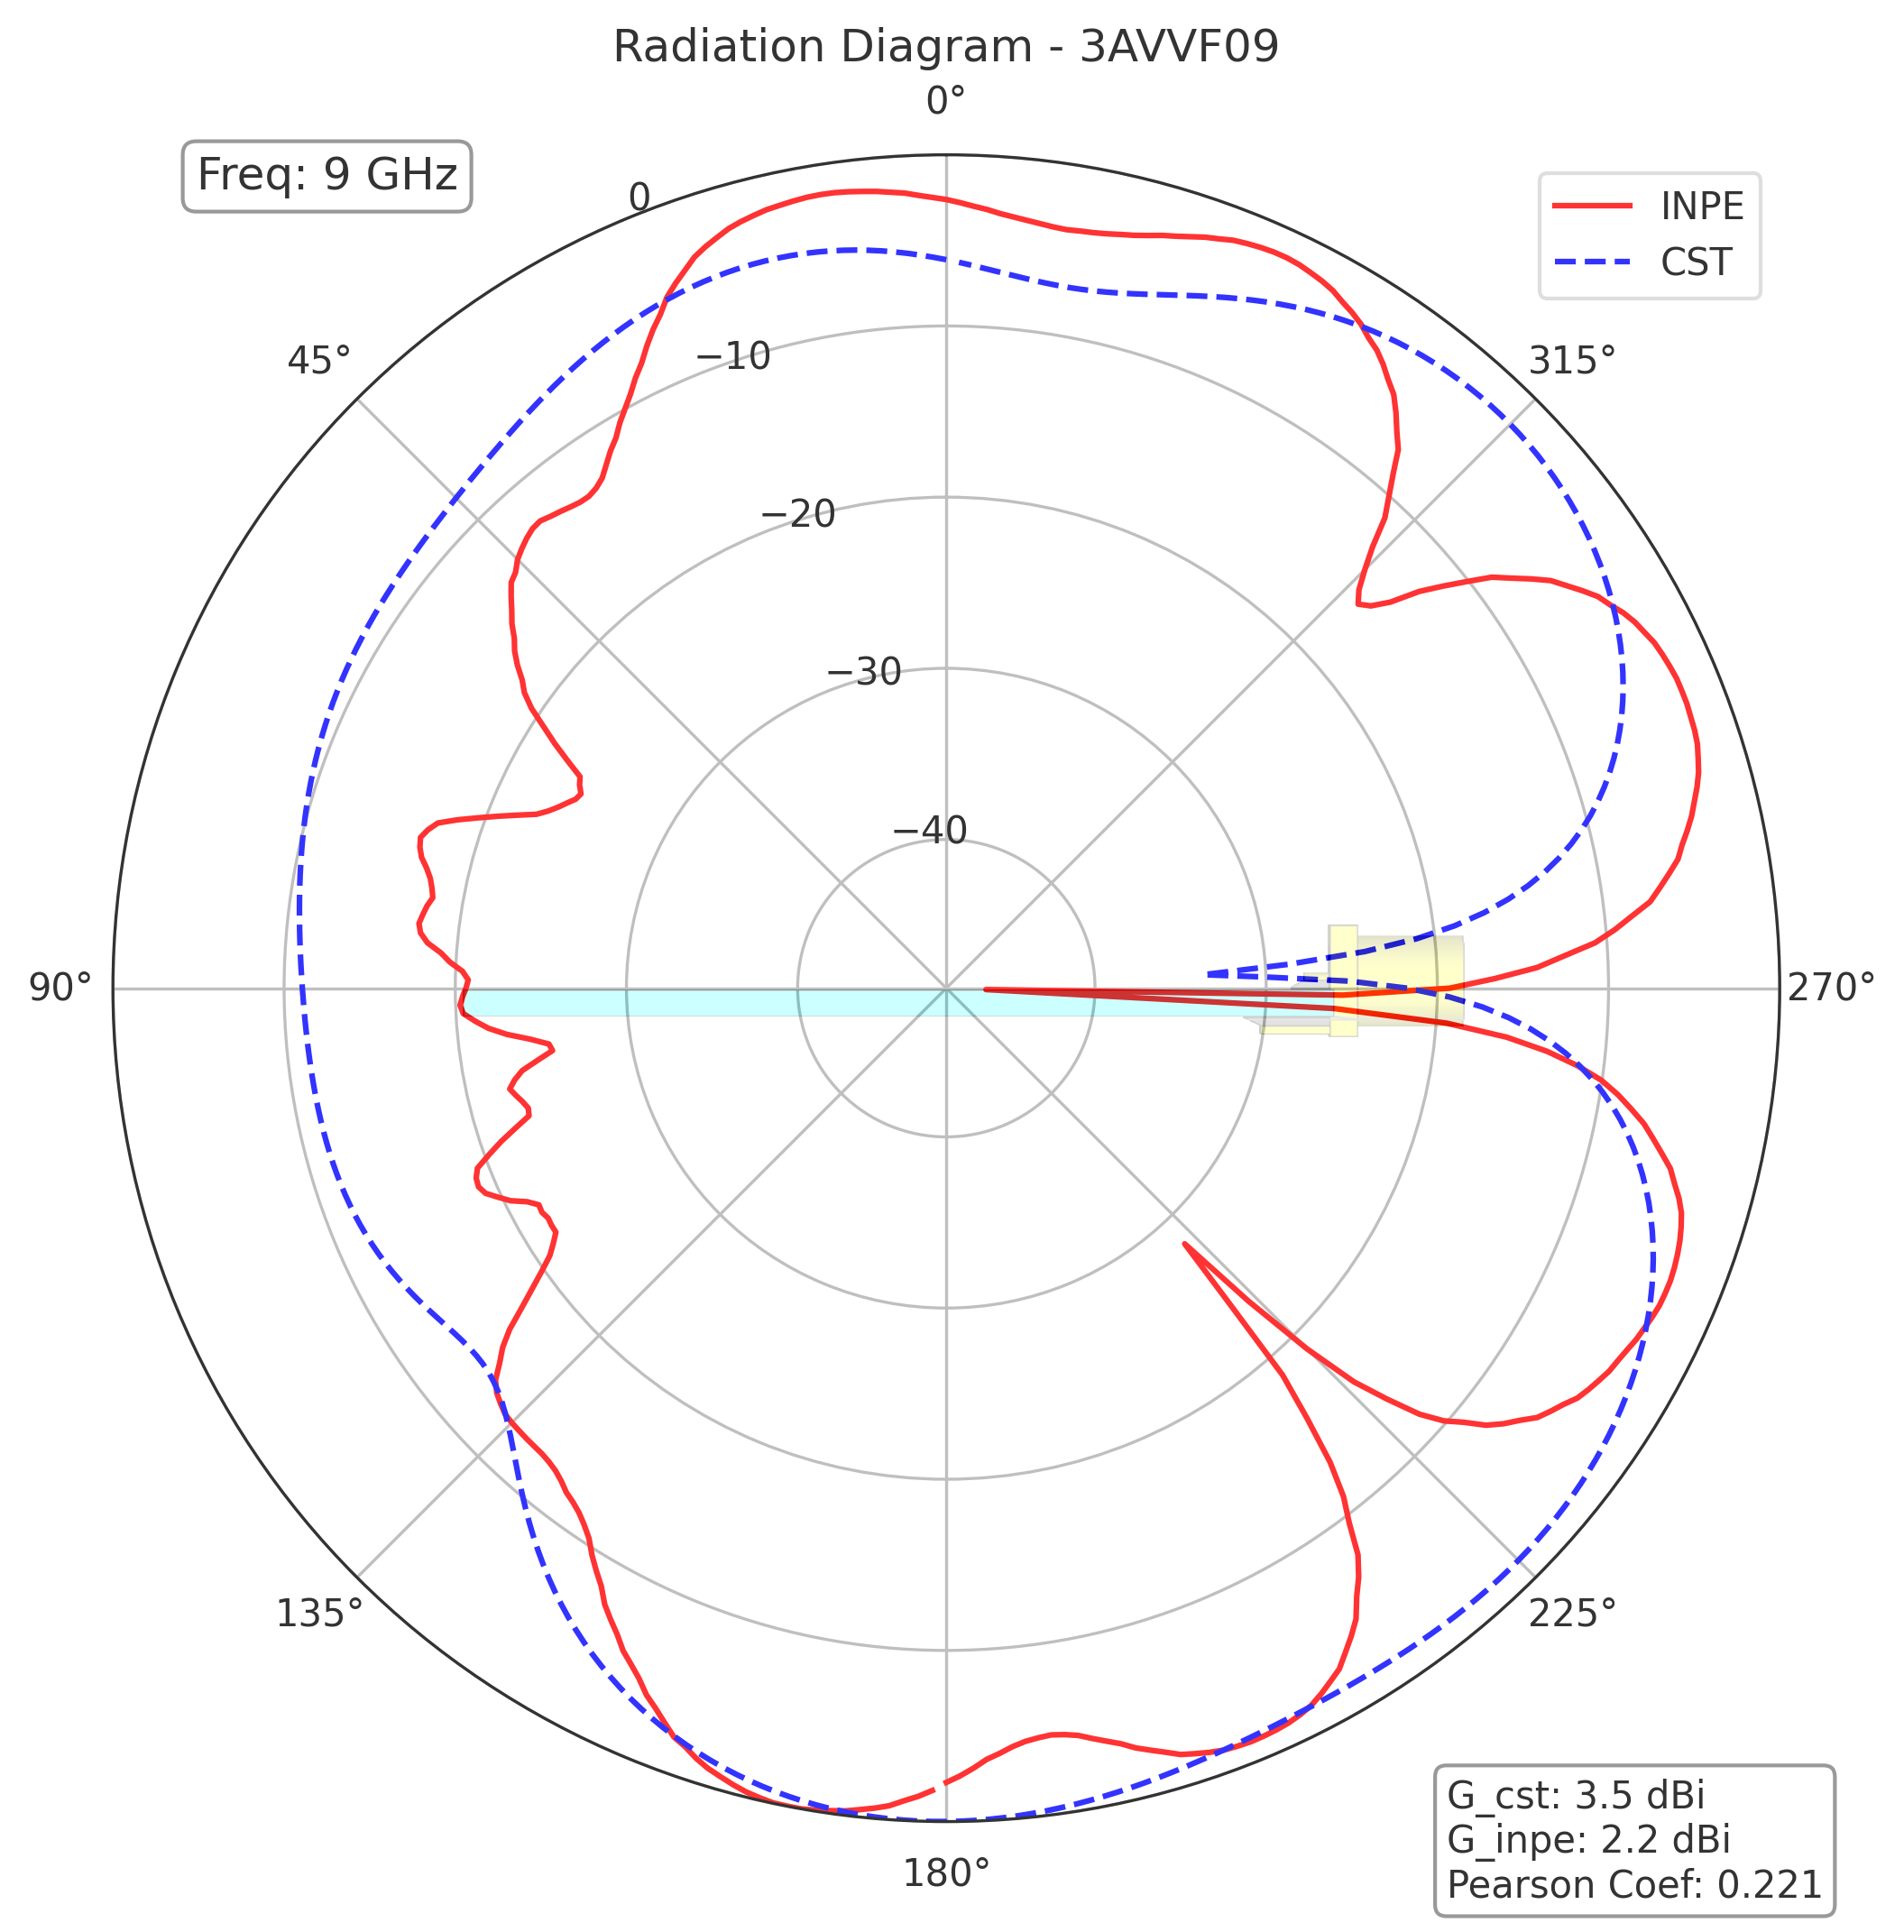 Radiation Diagram - 3AVVF09
0°
Freq: 9 GHz
0
INPE
CST
45°
−10
315°
−20
−30
−40
90°
270°
135°
225°
180°
G_cst: 3.5 dBi
G_inpe: 2.2 dBi
Pearson Coef: 0.221